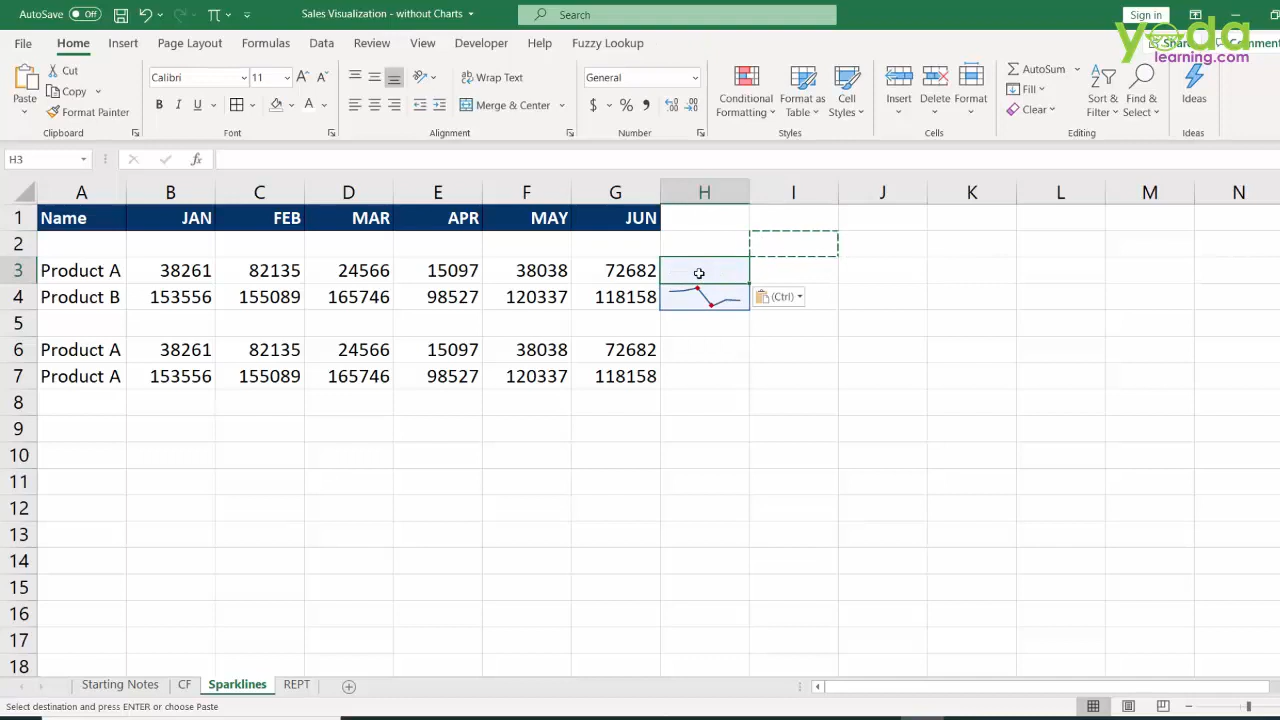 AutoSave Off Sales Visualization - without Charts Search Sign in
File Home Insert Page Layout Formulas Data Review View Developer Help Fuzzy Lookup
yoda
learning.com
Paste Cut Copy Format Painter Clipboard
Calibri 11 B I U A Font
Wrap Text Merge & Center Alignment
General $ % Number
Conditional Formatting Format as Table Cell Styles Styles
Insert Delete Format Cells
AutoSum Fill Clear Sort & Filter Find & Select Editing
Ideas Ideas
H3 fx
A B C D E F G H I J K L M N
1 Name JAN FEB MAR APR MAY JUN
2
3 Product A 38261 82135 24566 15097 38038 72682
4 Product B 153556 155089 165746 98527 120337 118158 (Ctrl)
5
6 Product A 38261 82135 24566 15097 38038 72682
7 Product A 153556 155089 165746 98527 120337 118158
8
9
10
11
12
13
14
15
16
17
18
Starting Notes CF Sparklines REPT
Select destination and press ENTER or choose Paste